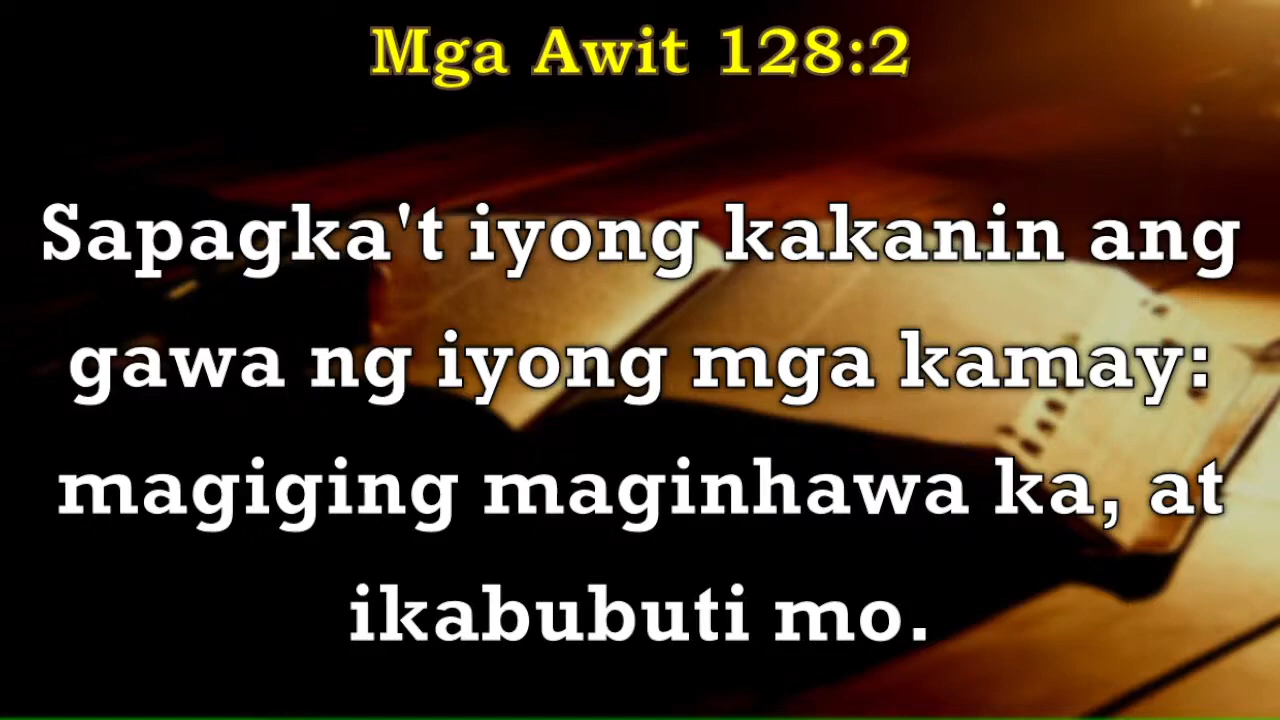 Mga Awit 128:2
Sapagka't iyong kakanin ang
gawa ng iyong mga kamay:
magiging maginhawa ka, at
ikabubuti mo.